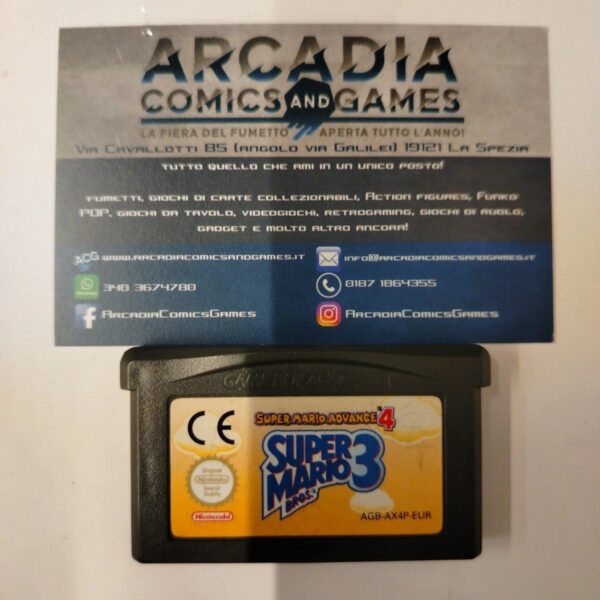 ARCADIA
COMICS AND GAMES
LA FIERA DEL FUMETTO APERTA TUTTO L'ANNO!
Via Cavallotti 85 (angolo via Galilei) 19121 La Spezia
tutto quello che ami in un unico posto!
fumetti, giochi di carte collezionabili, Action figures, Funko
POP, giochi da tavolo, videogiochi, retrogaming, giochi di ruolo,
gadget e molto altro ancora!
ACG www.arcadiacomicsandgames.it
info@arcadiacomicsandgames.it
340 3674780
0187 1864355
ArcadiaComicsGames
ArcadiaComicsGames
GAME BOY ADVANCE
CE
SUPER MARIO ADVANCE 4
SUPER
MARIO 3
BROS.
Original
Nintendo
Seal of
Quality
Nintendo
AGB-AX4P-EUR